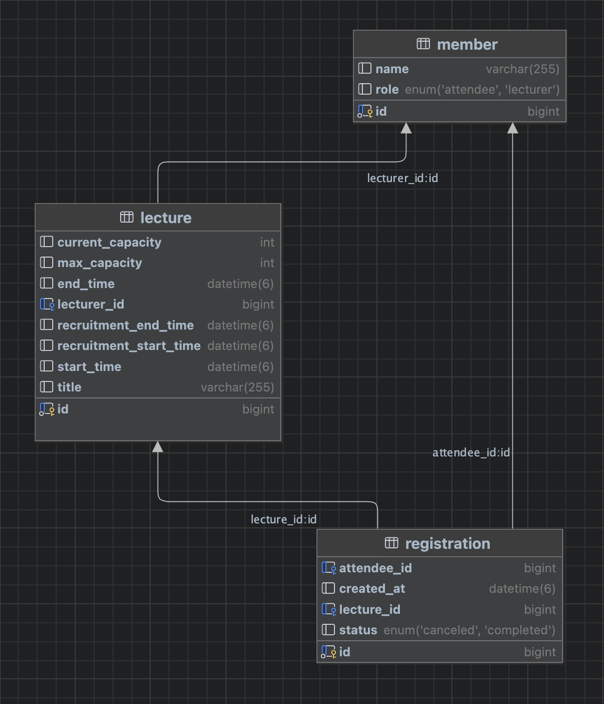 member
name varchar(255)
role enum('attendee', 'lecturer')
id bigint
lecturer_id:id
lecture
current_capacity int
max_capacity int
end_time datetime(6)
lecturer_id bigint
recruitment_end_time datetime(6)
recruitment_start_time datetime(6)
start_time datetime(6)
title varchar(255)
id bigint
attendee_id:id
lecture_id:id
registration
attendee_id bigint
created_at datetime(6)
lecture_id bigint
status enum('canceled', 'completed')
id bigint